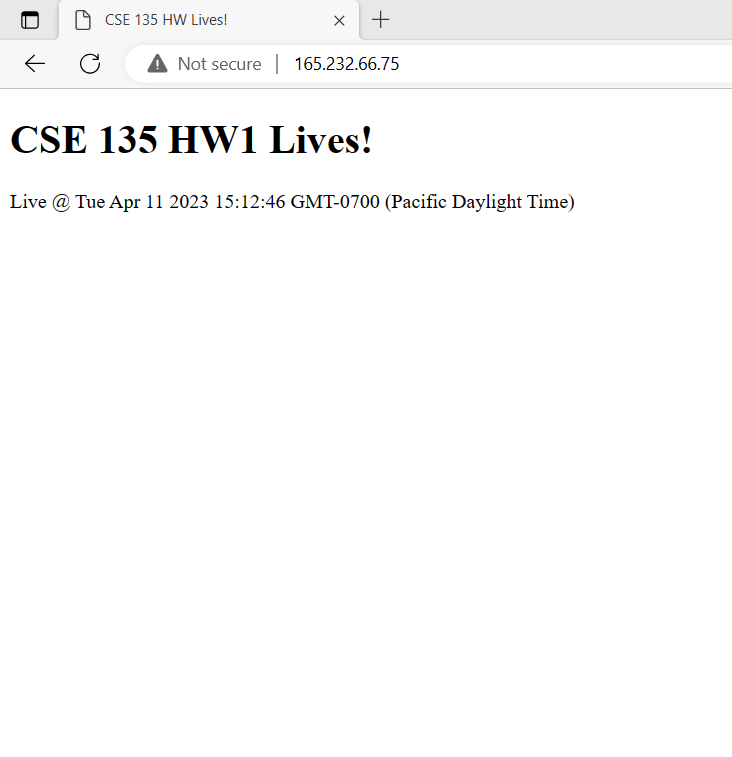 CSE 135 HW Lives!
Not secure | 165.232.66.75
CSE 135 HW1 Lives!
Live @ Tue Apr 11 2023 15:12:46 GMT-0700 (Pacific Daylight Time)